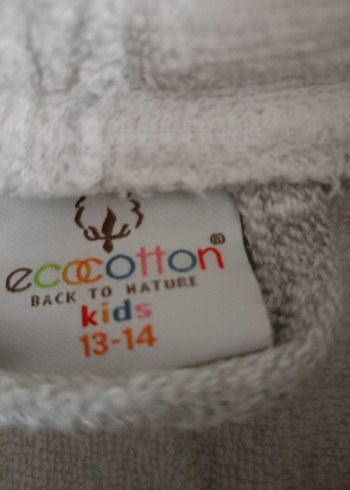 ecocotton®
BACK TO NATURE
kids
13-14